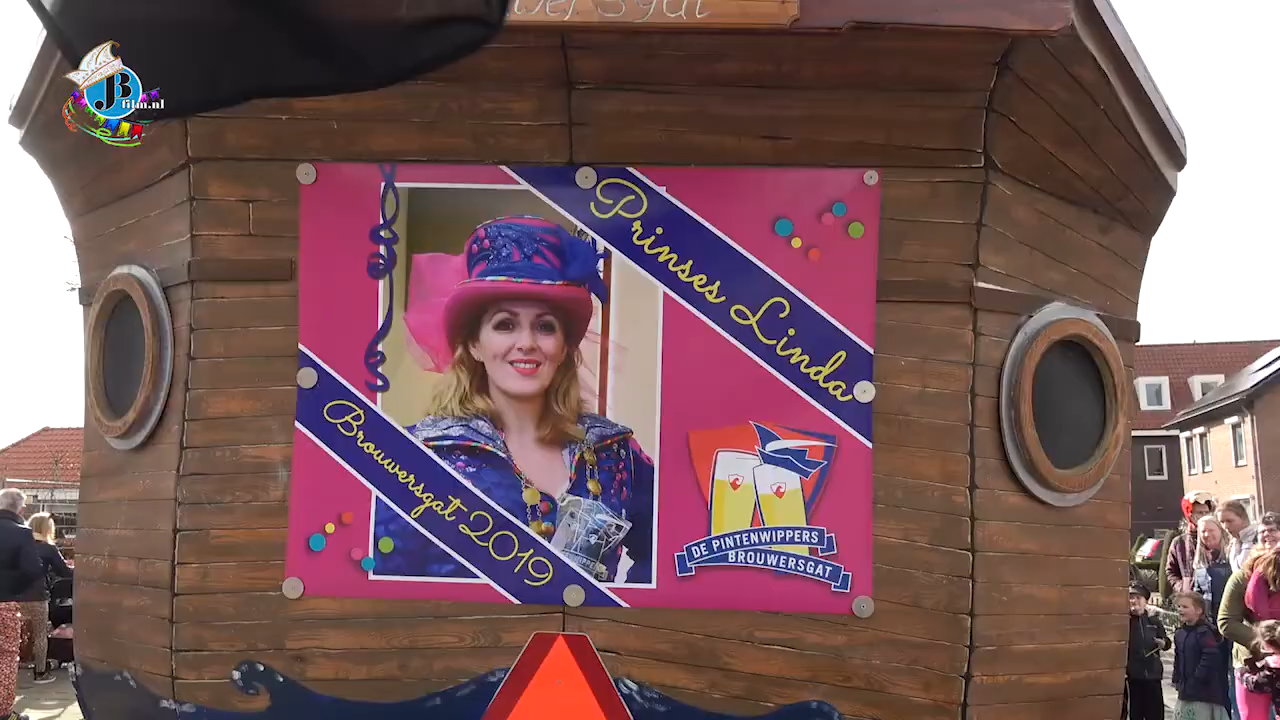 JB
film.nl
Prinses Linda
Brouwersgat 2019
DE PINTENWIPPERS
BROUWERSGAT